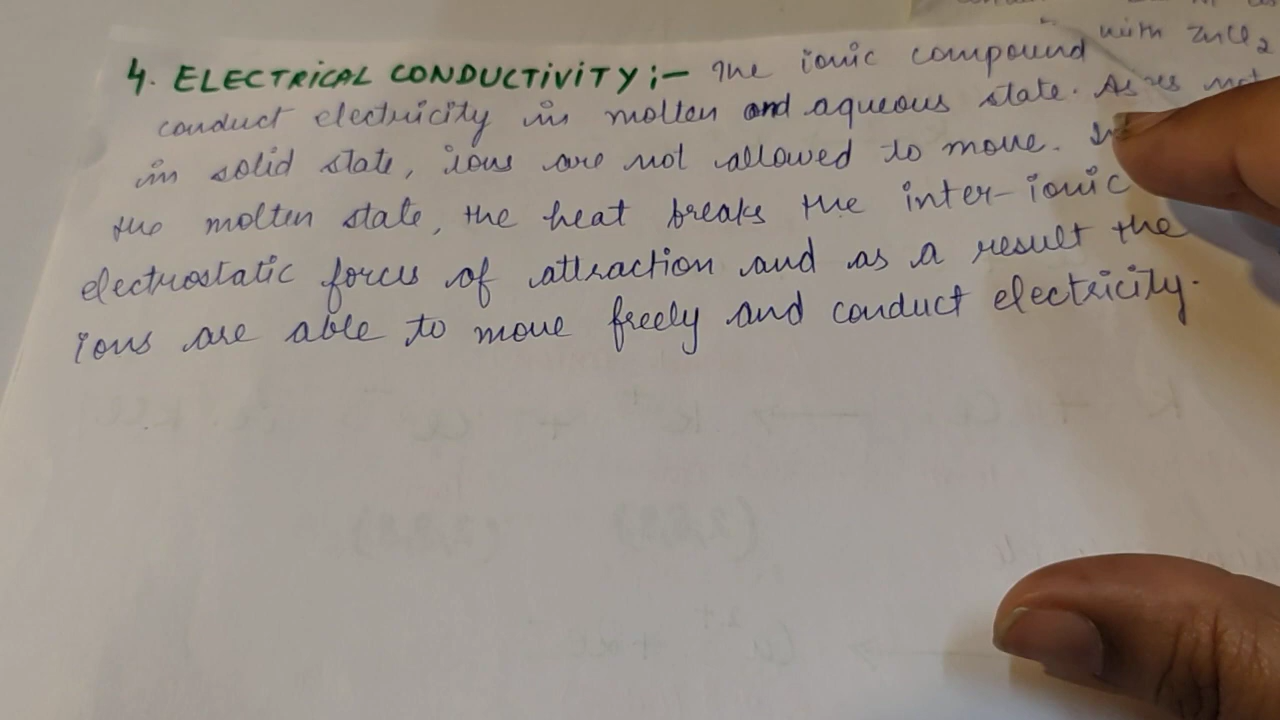 with ZnCl2
4. ELECTRICAL CONDUCTIVITY :- The ionic compound
conduct electricity in molten and aqueous state. As not
in solid state, ions are not allowed to move.
the molten state, the heat breaks the inter-ionic
electrostatic forces of attraction and as a result the
ions are able to move freely and conduct electricity.